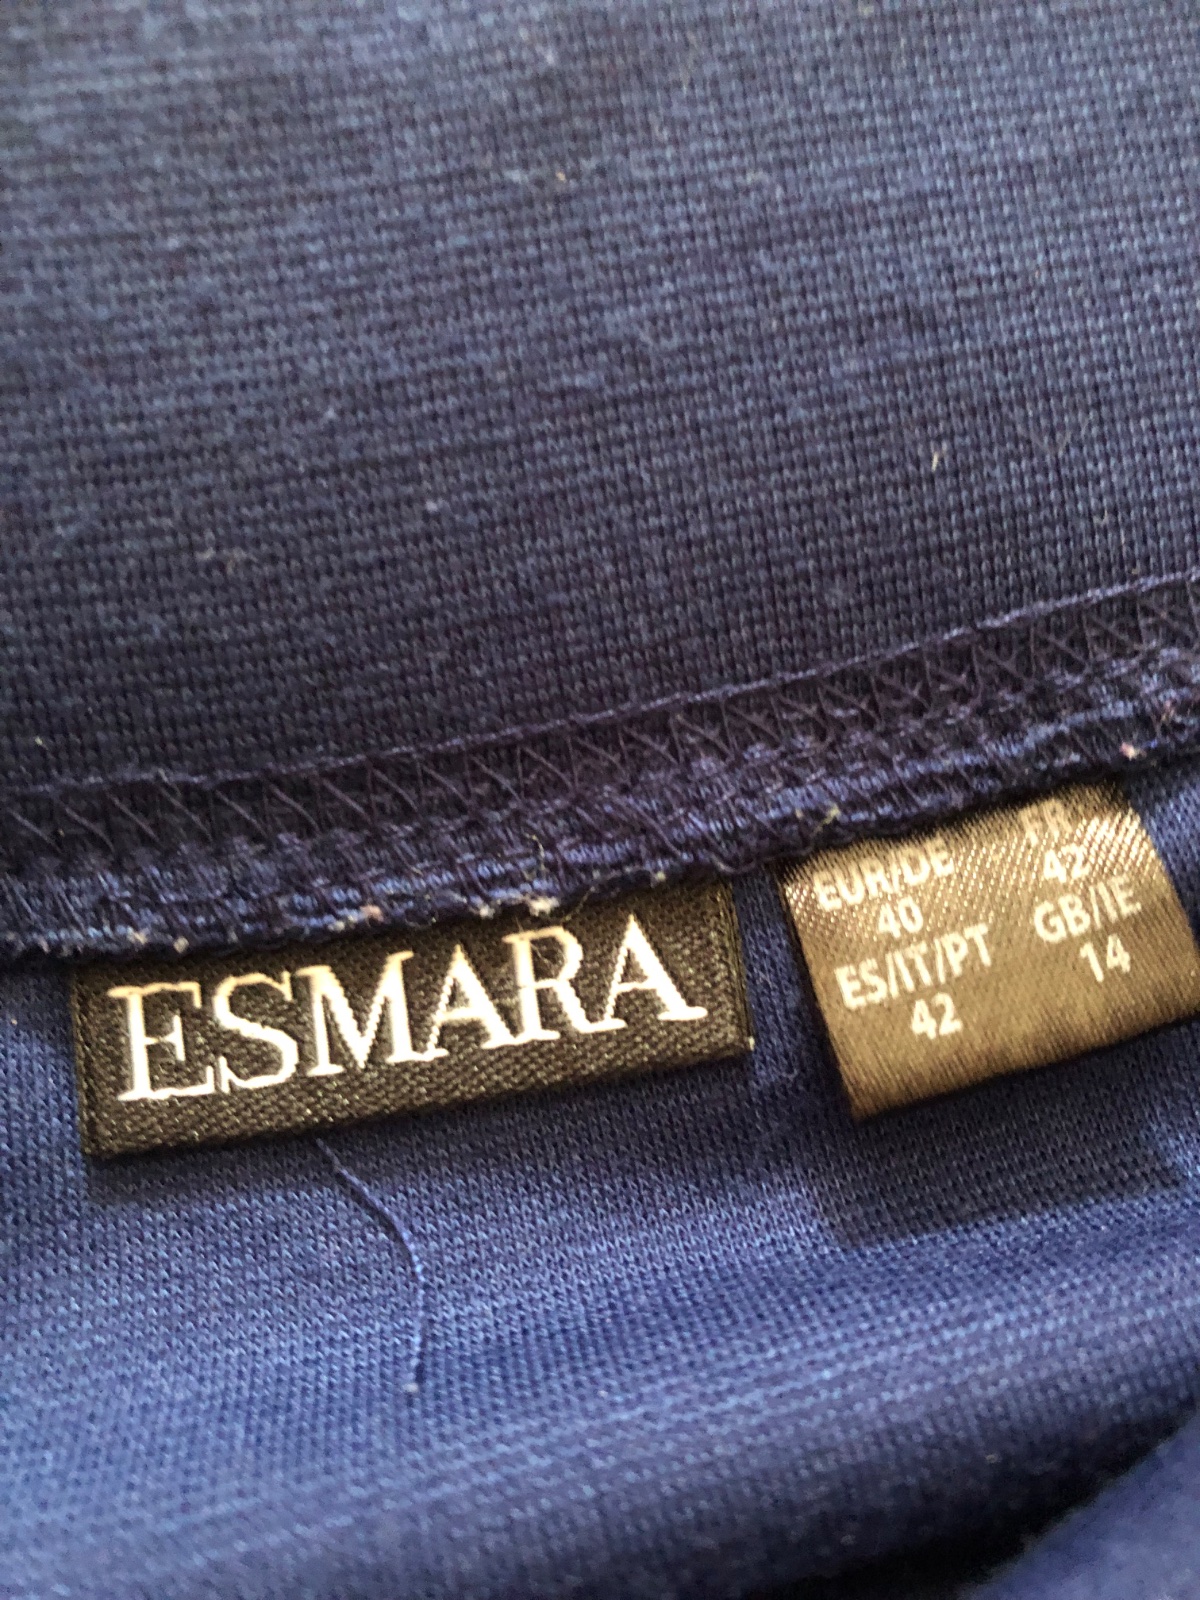 ESMARA
EUR/DE FR
40 42
ES/IT/PT GB/IE
42 14